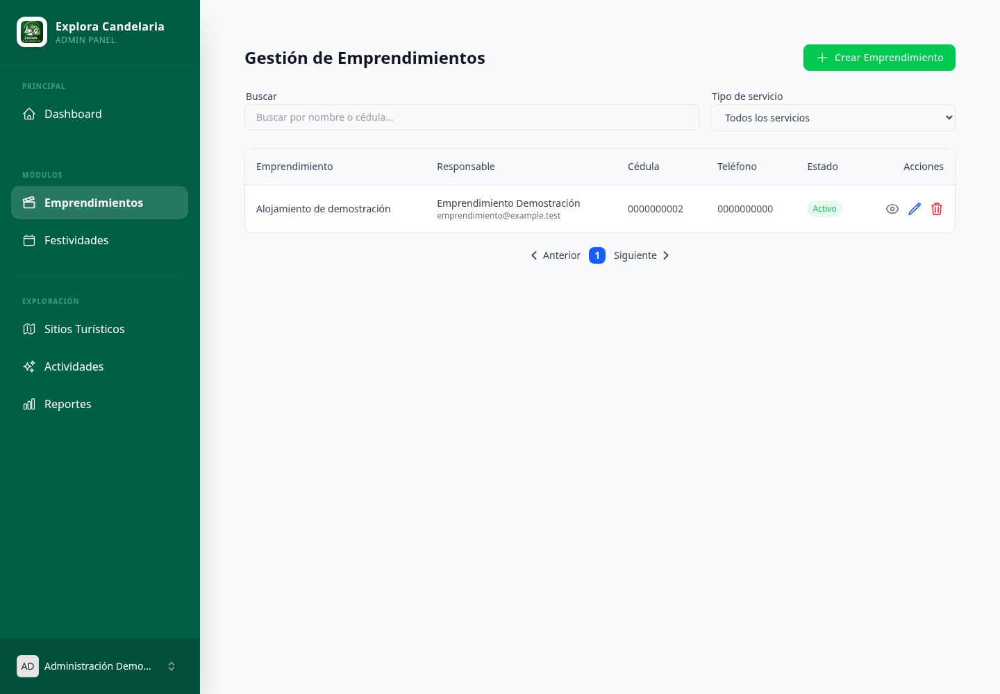 Explora Candelaria
ADMIN PANEL
PRINCIPAL
Dashboard
MÓDULOS
Emprendimientos
Festividades
EXPLORACIÓN
Sitios Turísticos
Actividades
Reportes
AD Administración Demo...
Gestión de Emprendimientos
Crear Emprendimiento
Buscar
Tipo de servicio
Buscar por nombre o cédula...
Todos los servicios
Emprendimiento Responsable Cédula Teléfono Estado Acciones
Alojamiento de demostración Emprendimiento Demostración 0000000002 0000000000 Activo
emprendimiento@example.test
Anterior 1 Siguiente